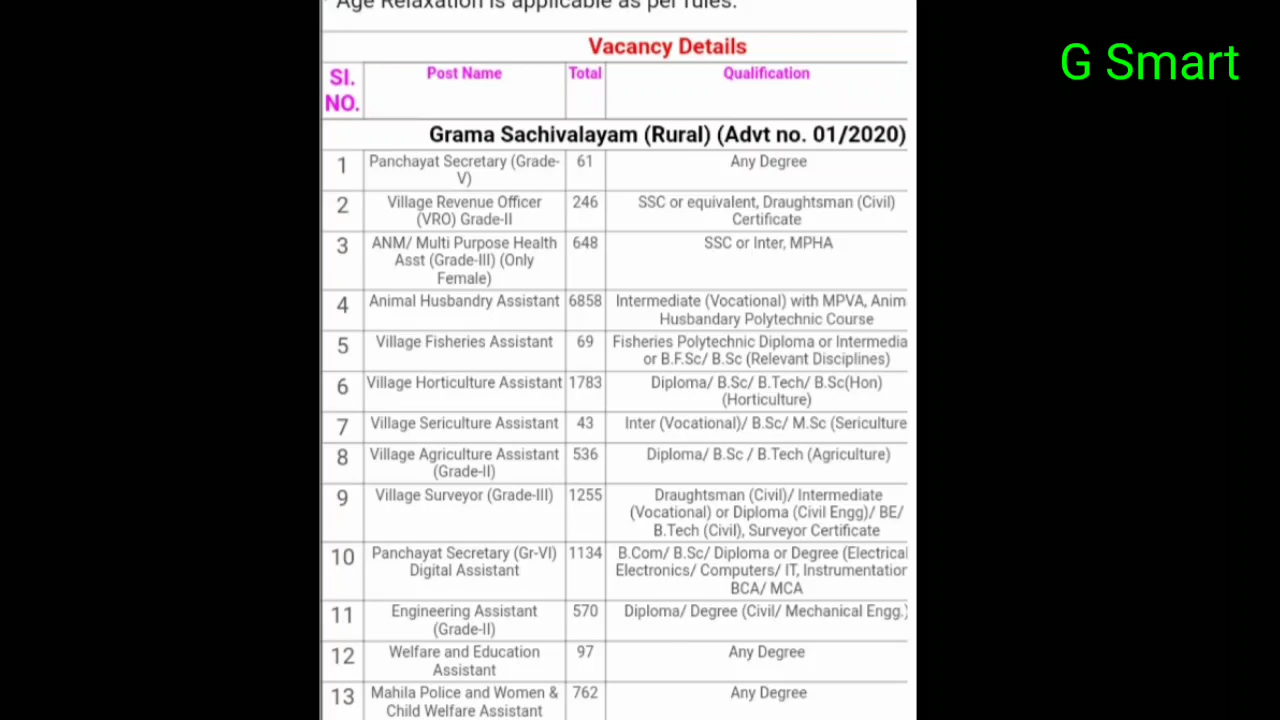 * Age Relaxation is applicable as per rules.
G Smart
Vacancy Details
SI. NO. Post Name Total Qualification
Grama Sachivalayam (Rural) (Advt no. 01/2020)
1 Panchayat Secretary (Grade- 61 Any Degree
V)
2 Village Revenue Officer 246 SSC or equivalent, Draughtsman (Civil)
(VRO) Grade-II Certificate
3 ANM/ Multi Purpose Health 648 SSC or Inter, MPHA
Asst (Grade-III) (Only
Female)
4 Animal Husbandry Assistant 6858 Intermediate (Vocational) with MPVA, Anim
Husbandary Polytechnic Course
5 Village Fisheries Assistant 69 Fisheries Polytechnic Diploma or Intermedia
or B.F.Sc/ B.Sc (Relevant Disciplines)
6 Village Horticulture Assistant 1783 Diploma/ B.Sc/ B.Tech/ B.Sc(Hon)
(Horticulture)
7 Village Sericulture Assistant 43 Inter (Vocational)/ B.Sc/ M.Sc (Sericulture
8 Village Agriculture Assistant 536 Diploma/ B.Sc / B.Tech (Agriculture)
(Grade-II)
9 Village Surveyor (Grade-III) 1255 Draughtsman (Civil)/ Intermediate
(Vocational) or Diploma (Civil Engg)/ BE/
B.Tech (Civil), Surveyor Certificate
10 Panchayat Secretary (Gr-VI) 1134 B.Com/ B.Sc/ Diploma or Degree (Electrical
Digital Assistant Electronics/ Computers/ IT, Instrumentation
BCA/ MCA
11 Engineering Assistant 570 Diploma/ Degree (Civil/ Mechanical Engg.)
(Grade-II)
12 Welfare and Education 97 Any Degree
Assistant
13 Mahila Police and Women & 762 Any Degree
Child Welfare Assistant